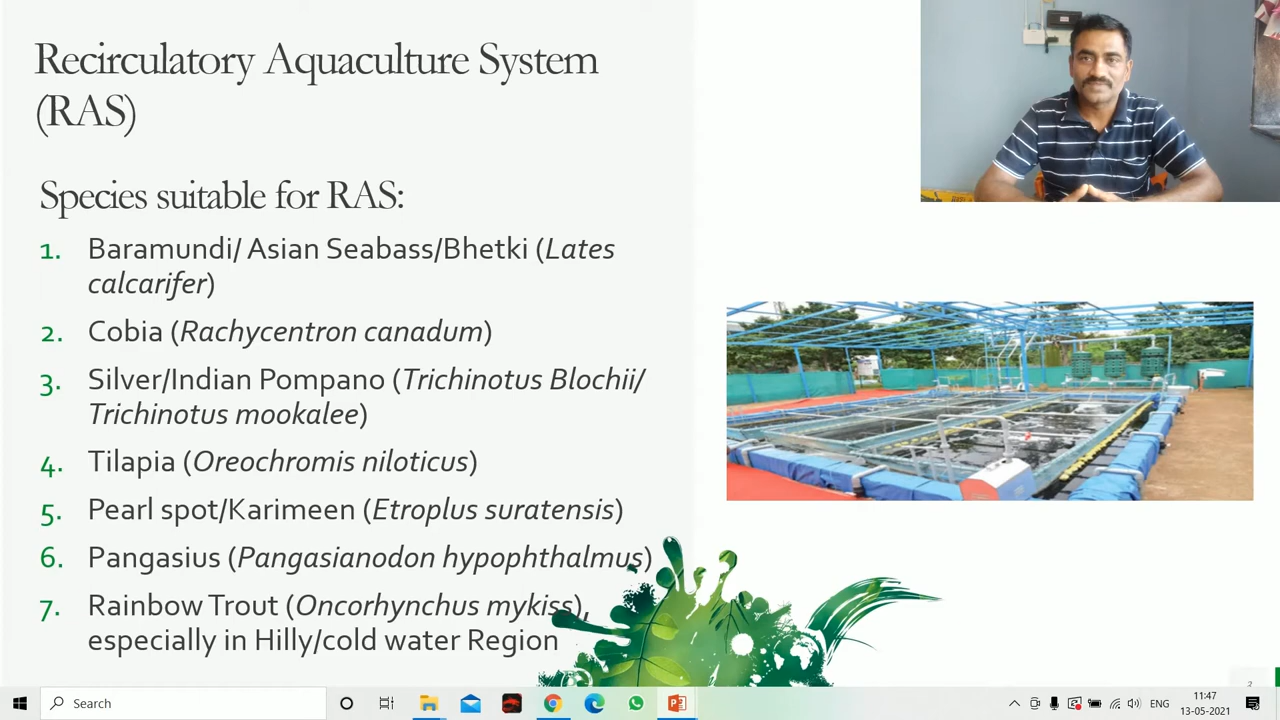 Recirculatory Aquaculture System
(RAS)
Species suitable for RAS:
1. Baramundi/ Asian Seabass/Bhetki (Lates
calcarifer)
2. Cobia (Rachycentron canadum)
3. Silver/Indian Pompano (Trichinotus Blochii/
Trichinotus mookalee)
4. Tilapia (Oreochromis niloticus)
5. Pearl spot/Karimeen (Etroplus suratensis)
6. Pangasius (Pangasianodon hypophthalmus)
7. Rainbow Trout (Oncorhynchus mykiss),
especially in Hilly/cold water Region
Search
ENG
11:47
13-05-2021